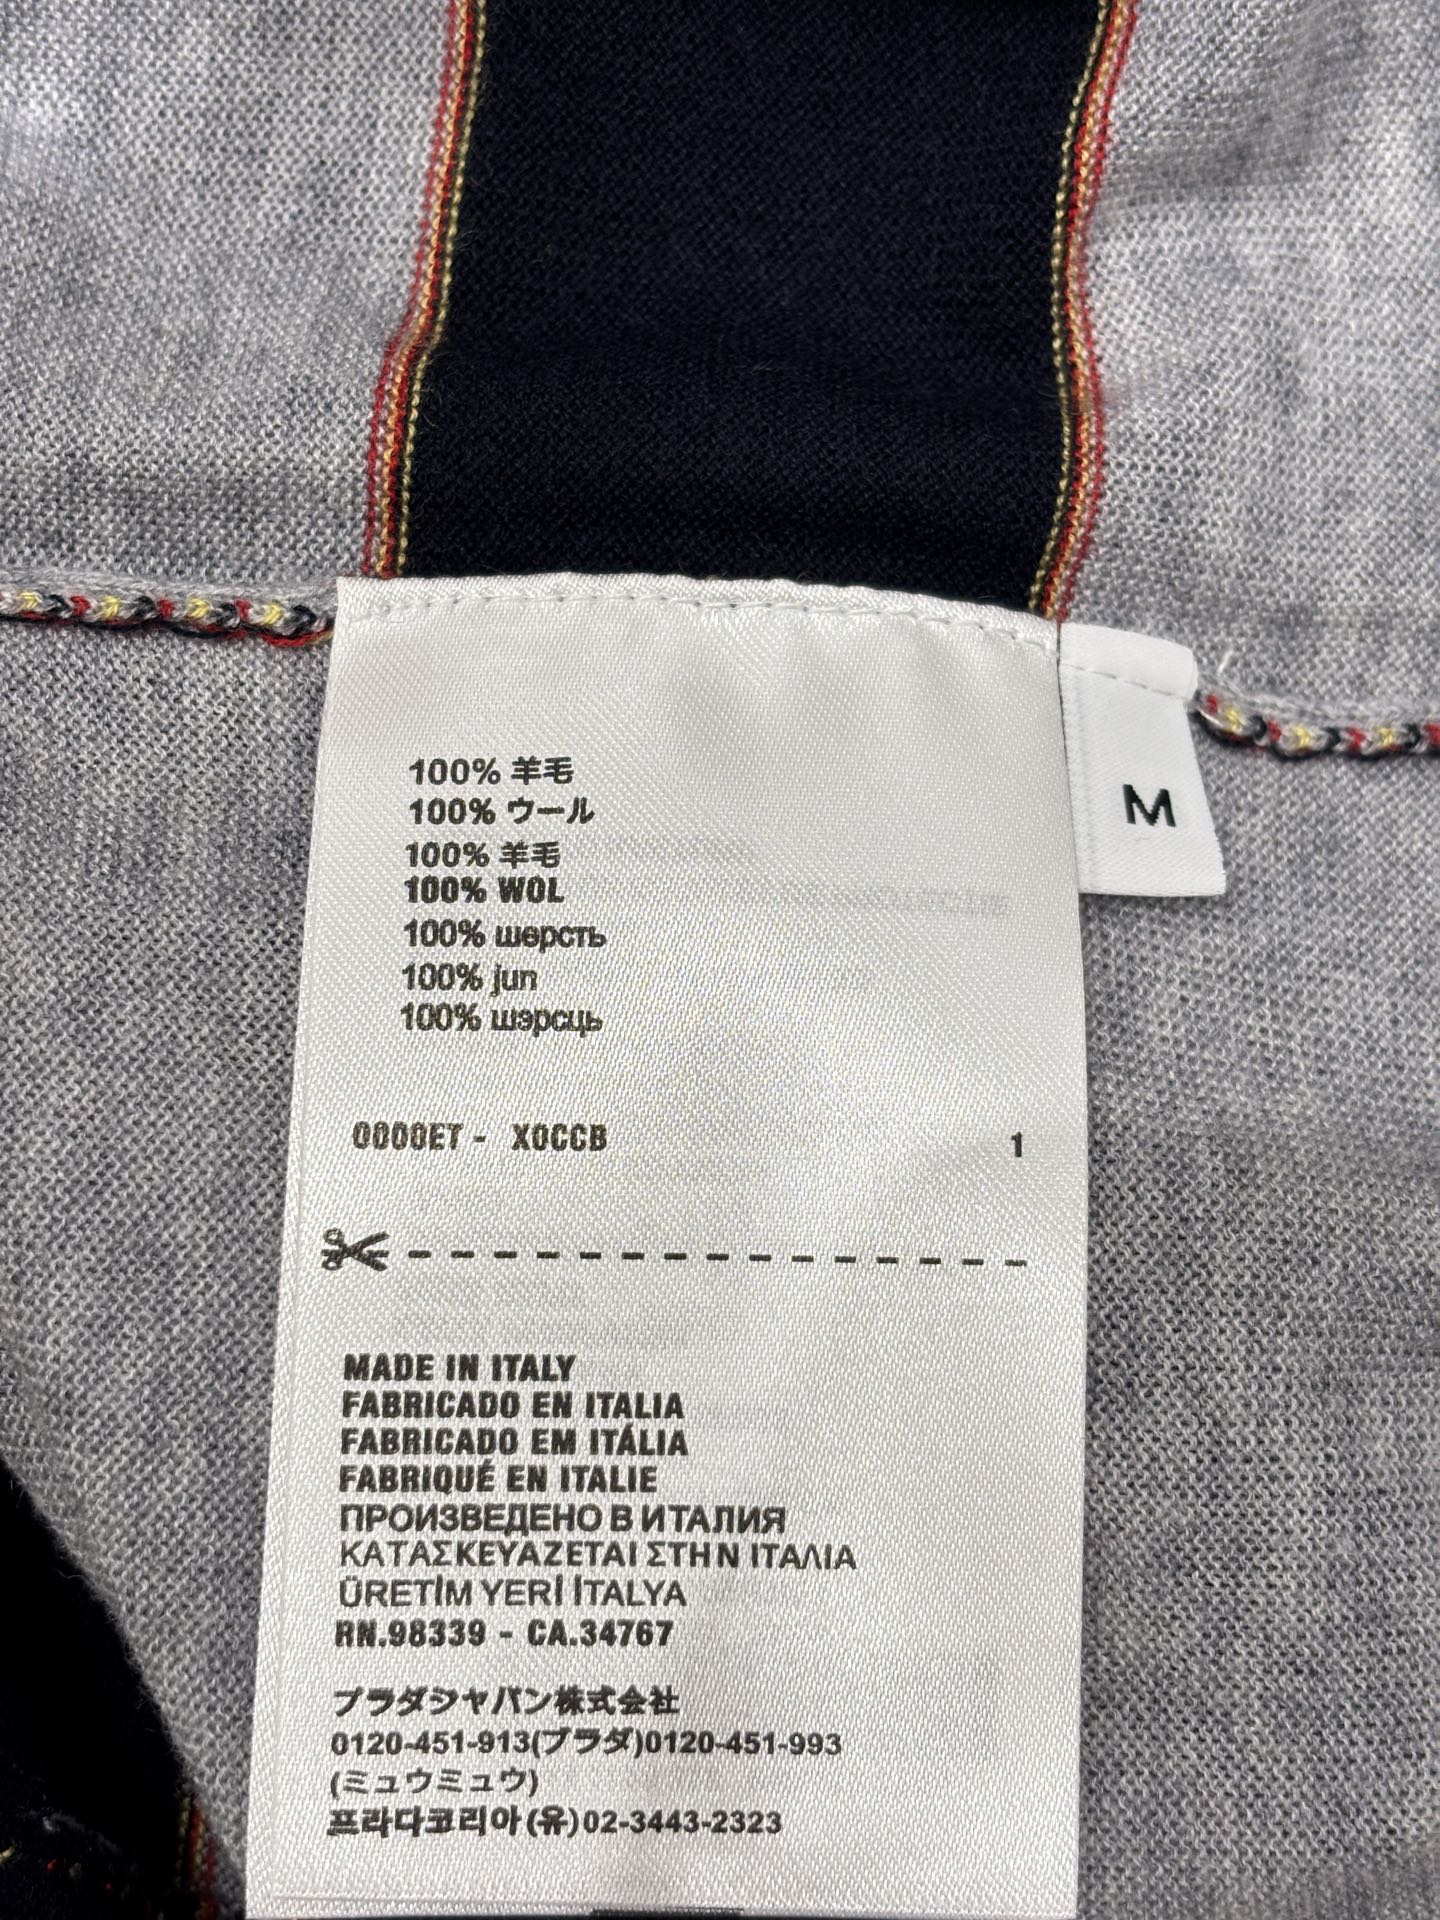 100% 羊毛
100% ウール
100% 羊毛
100% WOL
100% шерсть
100% jun
100% шэрсць
M
0000ET - X0CCB 1
MADE IN ITALY
FABRICADO EN ITALIA
FABRICADO EM ITÁLIA
FABRIQUÉ EN ITALIE
ПРОИЗВЕДЕНО В ИТАЛИЯ
ΚΑΤΑΣΚΕΥΑΖΕΤΑΙ ΣΤΗΝ ΙΤΑΛΙΑ
ÜRETİM YERİ İTALYA
RN.98339 - CA.34767
プラダジャパン株式会社
0120-451-913(プラダ)0120-451-993
(ミュウミュウ)
프라다코리아(유)02-3443-2323